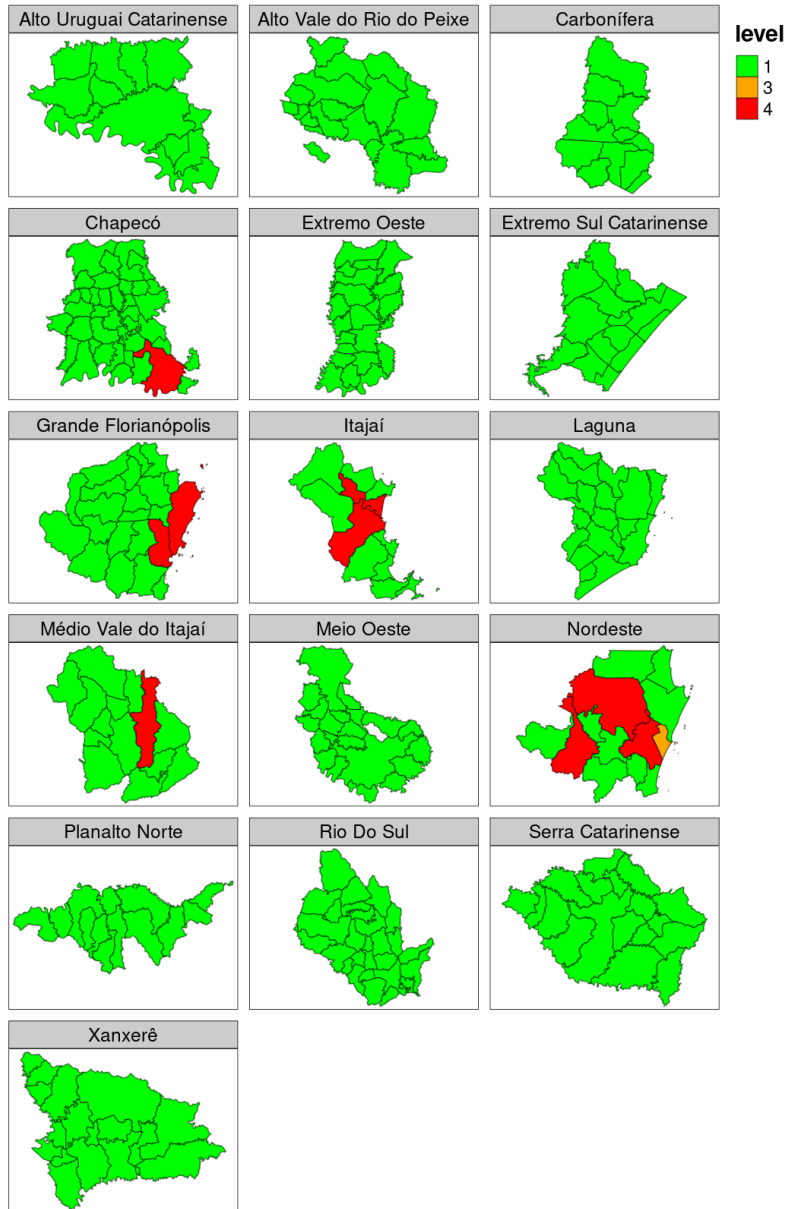 Alto Uruguai Catarinense
Alto Vale do Rio do Peixe
Carbonífera
level
1
3
4
Chapecó
Extremo Oeste
Extremo Sul Catarinense
Grande Florianópolis
Itajaí
Laguna
Médio Vale do Itajaí
Meio Oeste
Nordeste
Planalto Norte
Rio Do Sul
Serra Catarinense
Xanxerê